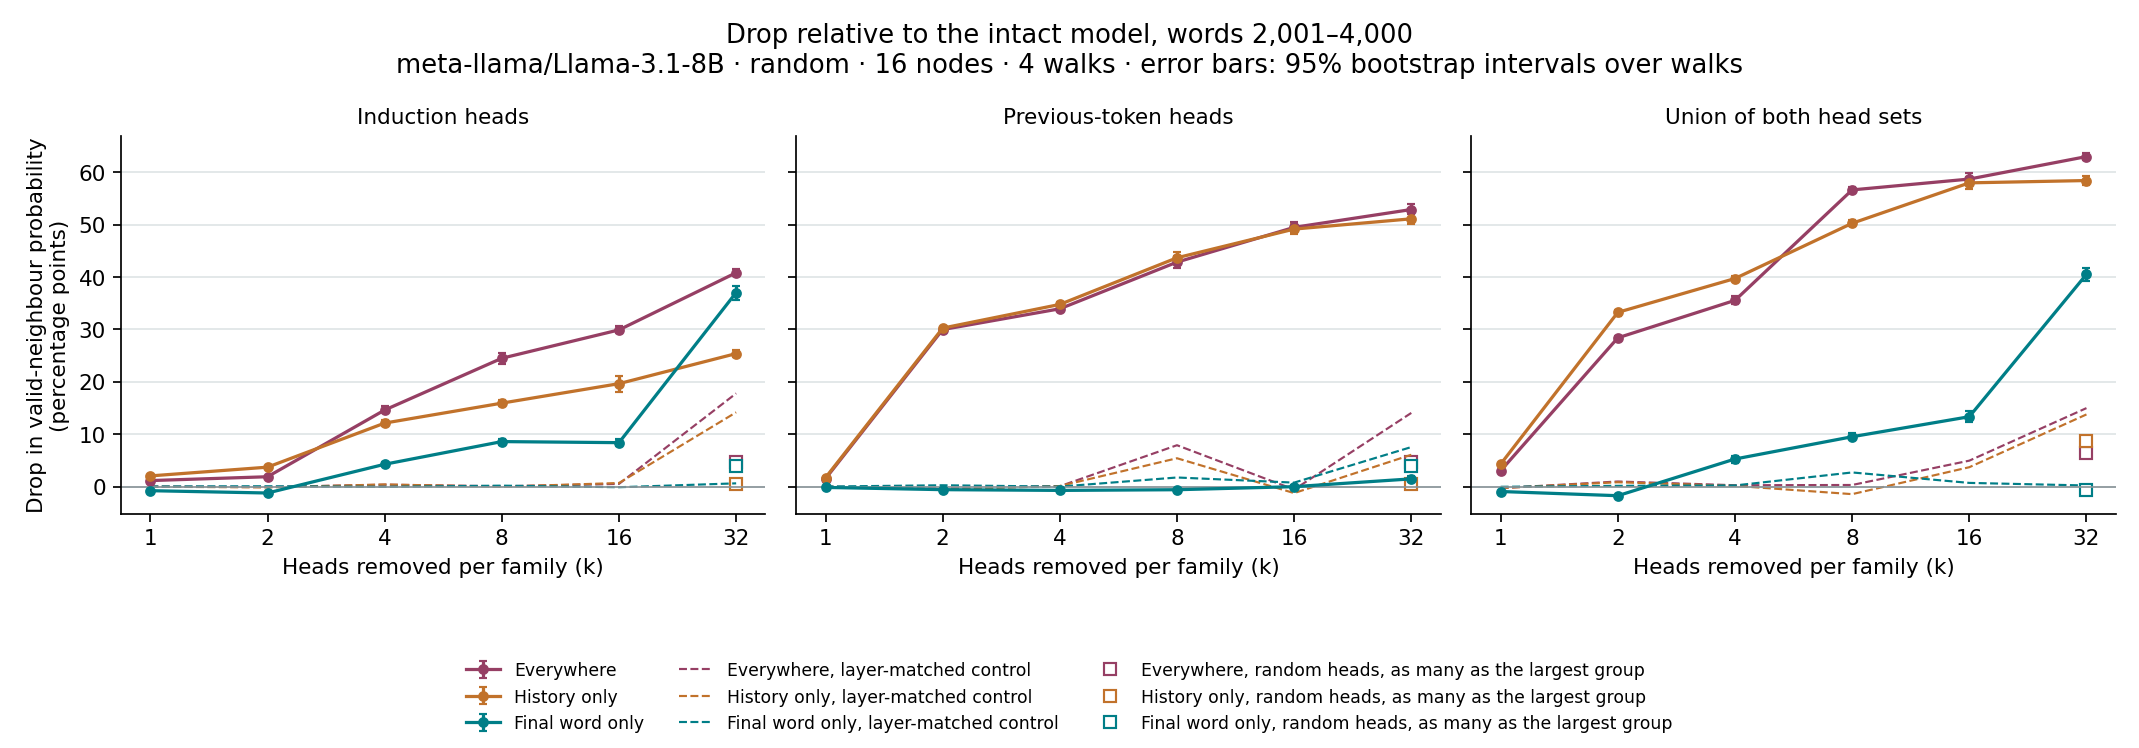 Drop relative to the intact model, words 2,001–4,000
meta-llama/Llama-3.1-8B · random · 16 nodes · 4 walks · error bars: 95% bootstrap intervals over walks
Induction heads
Previous-token heads
Union of both head sets
Drop in valid-neighbour probability
(percentage points)
60
50
40
30
20
10
0
1 2 4 8 16 32
1 2 4 8 16 32
1 2 4 8 16 32
Heads removed per family (k)
Heads removed per family (k)
Heads removed per family (k)
Everywhere
History only
Final word only
Everywhere, layer-matched control
History only, layer-matched control
Final word only, layer-matched control
Everywhere, random heads, as many as the largest group
History only, random heads, as many as the largest group
Final word only, random heads, as many as the largest group